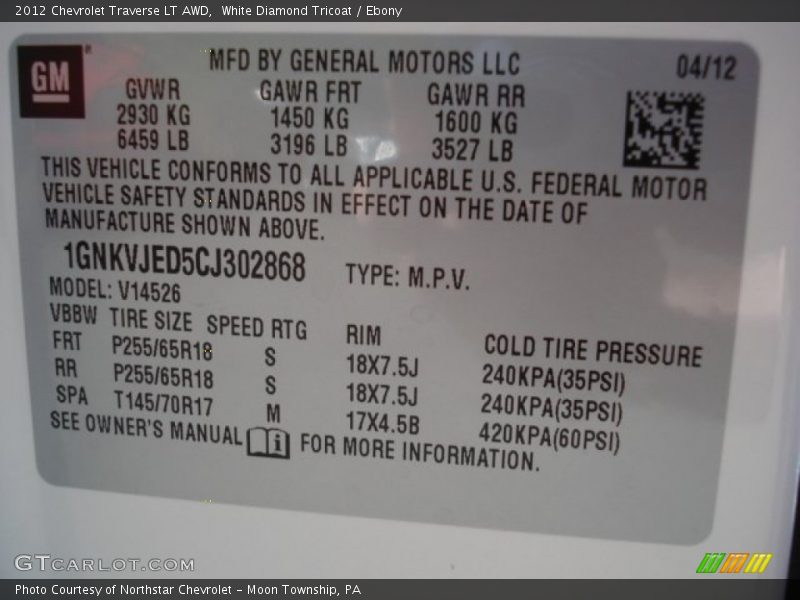 2012 Chevrolet Traverse LT AWD,  White Diamond Tricoat / Ebony
GM
MFD BY GENERAL MOTORS LLC
04/12
GVWR GAWR FRT GAWR RR
2930 KG 1450 KG 1600 KG
6459 LB 3196 LB 3527 LB
THIS VEHICLE CONFORMS TO ALL APPLICABLE U.S. FEDERAL MOTOR
VEHICLE SAFETY STANDARDS IN EFFECT ON THE DATE OF
MANUFACTURE SHOWN ABOVE.
1GNKVJED5CJ302868 TYPE: M.P.V.
MODEL: V14526
VBBW TIRE SIZE SPEED RTG RIM COLD TIRE PRESSURE
FRT P255/65R18 S 18X7.5J 240KPA(35PSI)
RR P255/65R18 S 18X7.5J 240KPA(35PSI)
SPA T145/70R17 M 17X4.5B 420KPA(60PSI)
SEE OWNER'S MANUAL i FOR MORE INFORMATION.
GTCARLOT.COM
Photo Courtesy of Northstar Chevrolet - Moon Township, PA